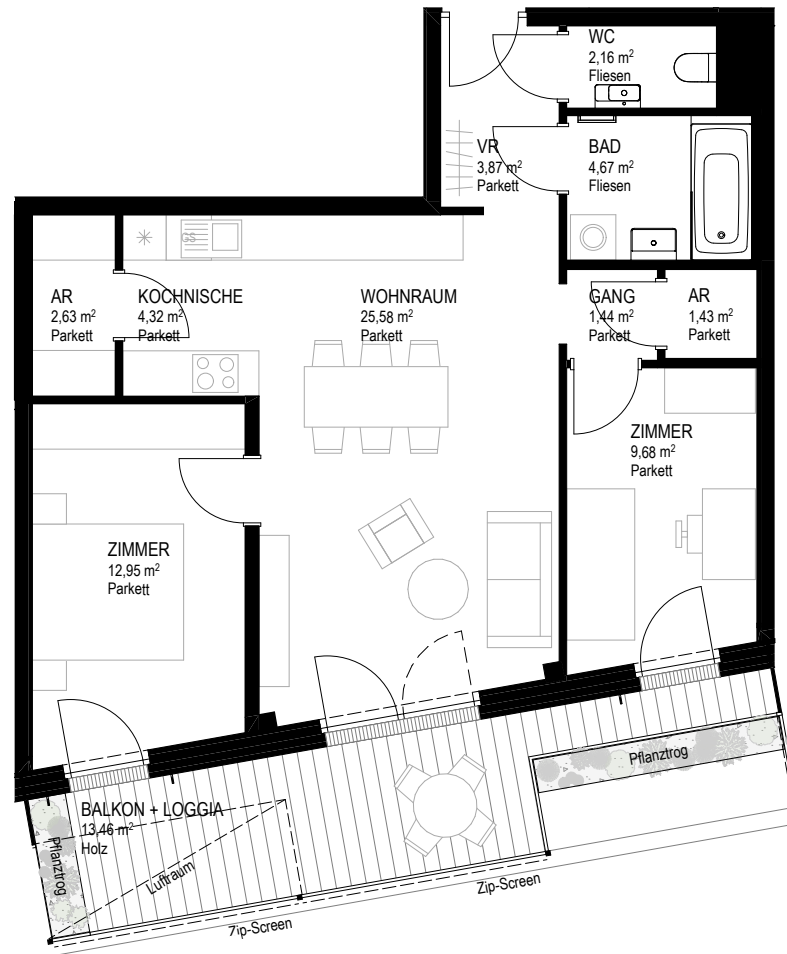 WC
2,16 m²
Fliesen
VR
3,87 m²
Parkett
BAD
4,67 m²
Fliesen
GS
AR
2,63 m²
Parkett
KOCHNISCHE
4,32 m²
Parkett
WOHNRAUM
25,58 m²
Parkett
GANG
1,44 m²
Parkett
AR
1,43 m²
Parkett
ZIMMER
9,68 m²
Parkett
ZIMMER
12,95 m²
Parkett
Pflanztrog
BALKON + LOGGIA
13,46 m²
Holz
Pflanztrog
Luftraum
Zip-Screen
Zip-Screen